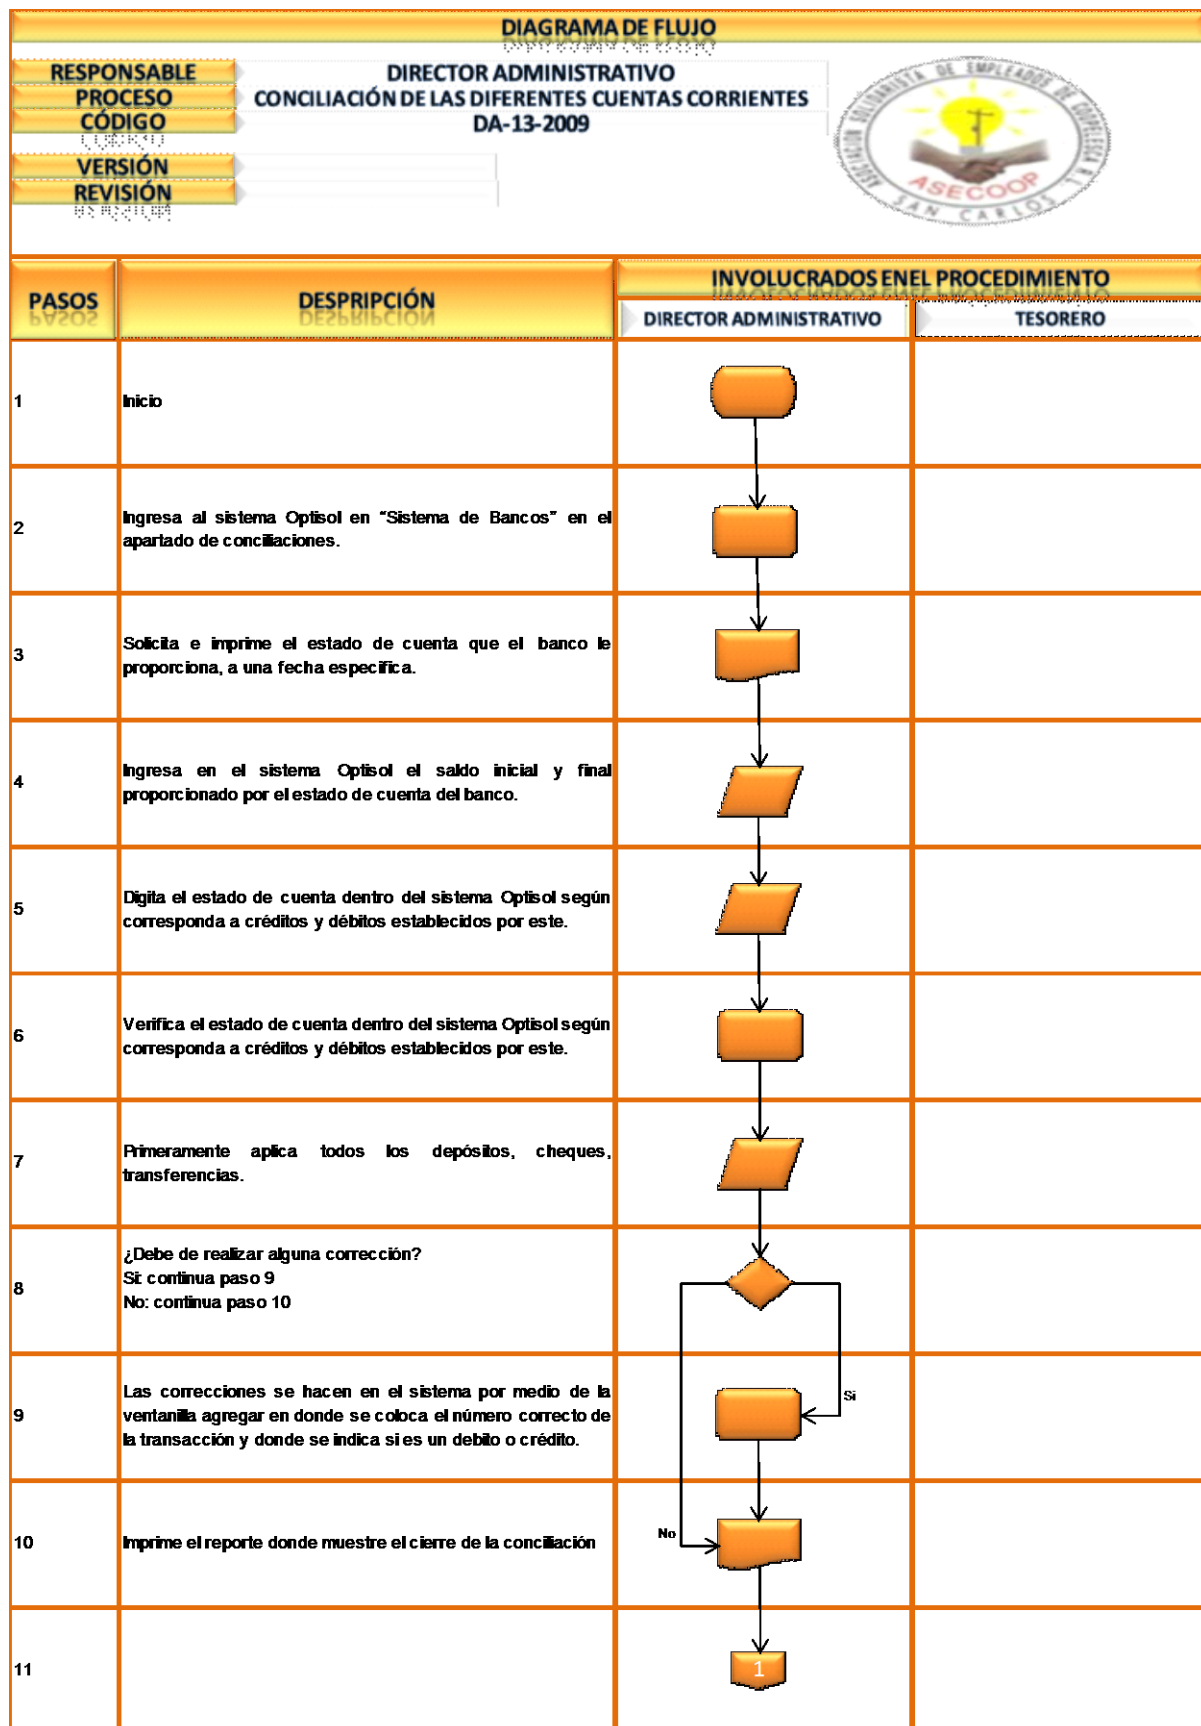 DIAGRAMA DE FLUJO
RESPONSABLE
DIRECTOR ADMINISTRATIVO
PROCESO
CONCILIACIÓN DE LAS DIFERENTES CUENTAS CORRIENTES
CÓDIGO
DA-13-2009
VERSIÓN
REVISIÓN
ASOCIACION SOLIDARISTA DE EMPLEADOS DE COOPELESCA R.L.
ASECOOP
SAN CARLOS
PASOS
DESPRIPCIÓN
INVOLUCRADOS ENEL PROCEDIMIENTO
DIRECTOR ADMINISTRATIVO
TESORERO
1
Inicio
2
Ingresa al sistema Optisol en “Sistema de Bancos” en el
apartado de conciliaciones.
3
Solicita e imprime el estado de cuenta que el banco le
proporciona, a una fecha especifica.
4
Ingresa en el sistema Optisol el saldo inicial y final
proporcionado por el estado de cuenta del banco.
5
Digita el estado de cuenta dentro del sistema Optisol según
corresponda a créditos y débitos establecidos por este.
6
Verifica el estado de cuenta dentro del sistema Optisol según
corresponda a créditos y débitos establecidos por este.
7
Primeramente aplica todos los depósitos, cheques,
transferencias.
8
¿Debe de realizar alguna corrección?
Si: continua paso 9
No: continua paso 10
9
Las correcciones se hacen en el sistema por medio de la
ventanilla agregar en donde se coloca el número correcto de
la transacción y donde se indica si es un debito o crédito.
Si
10
Imprime el reporte donde muestre el cierre de la conciliación
No
11
1